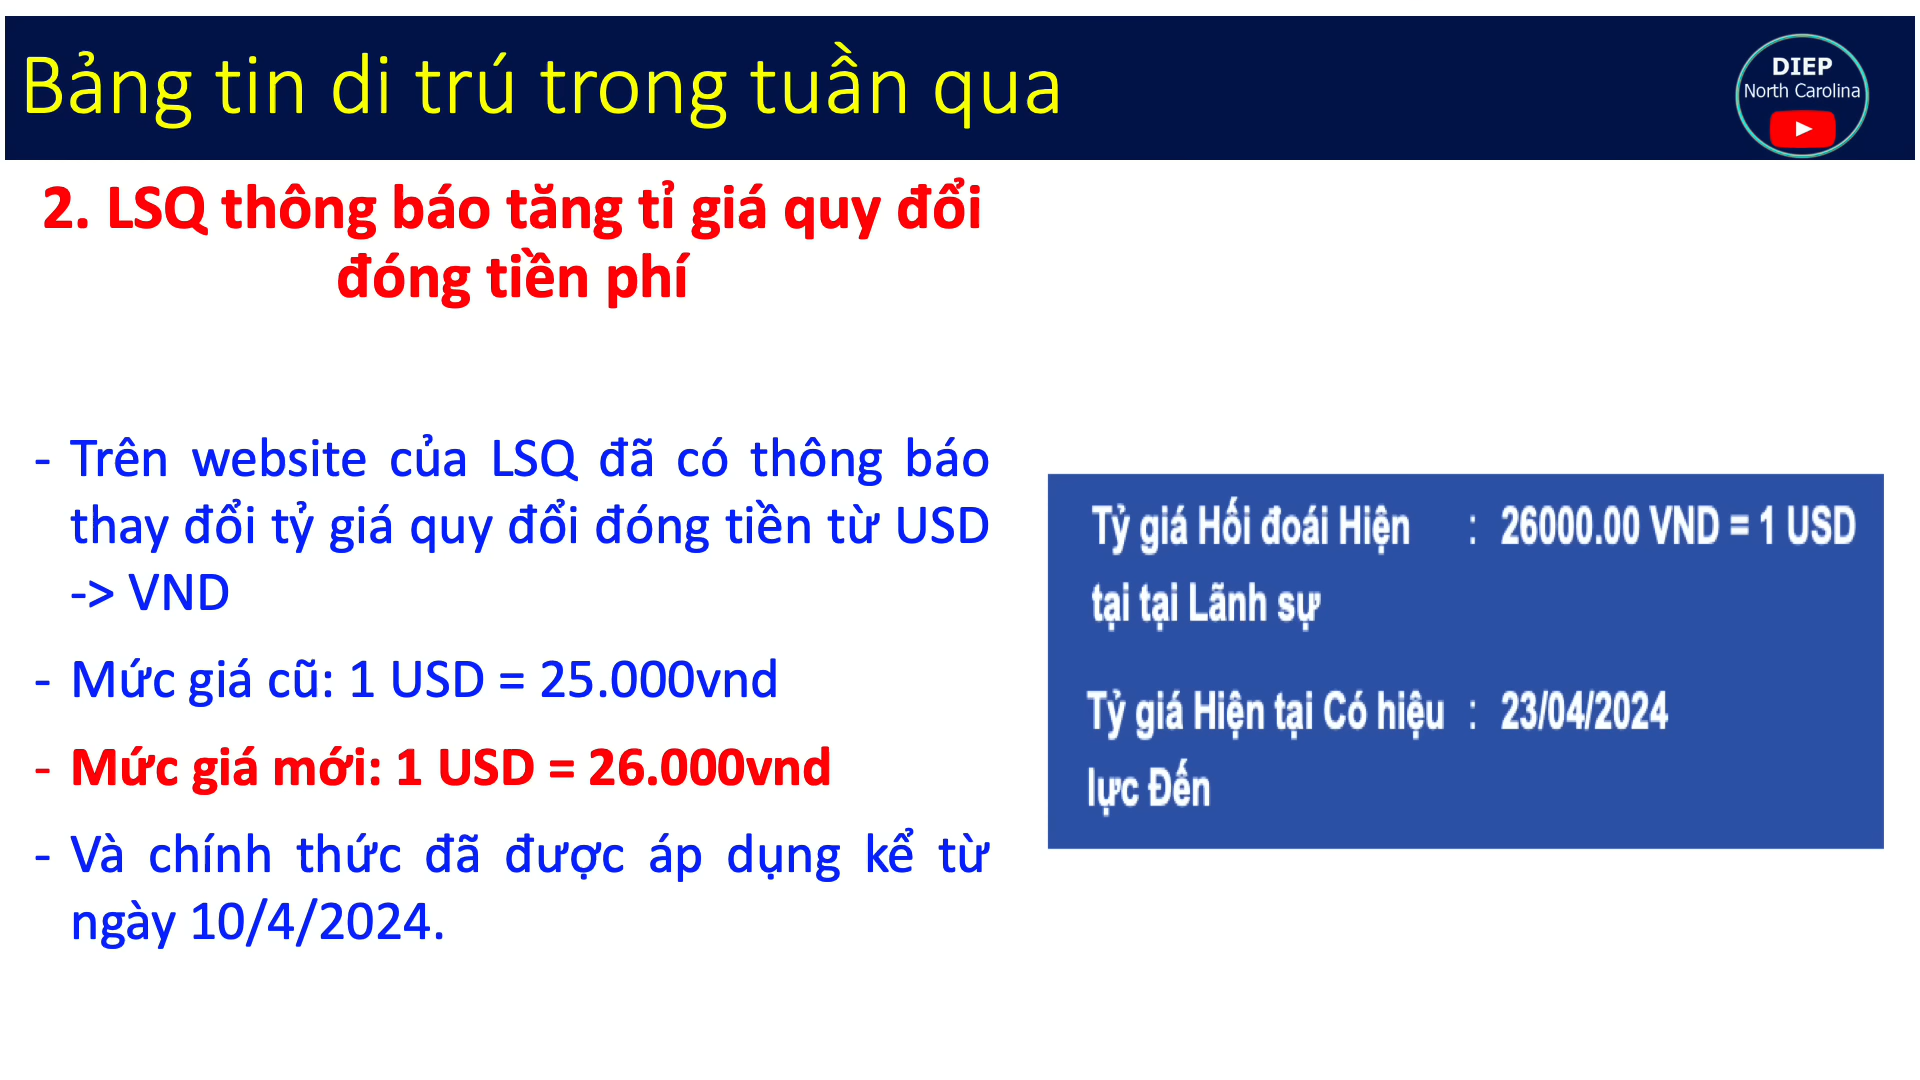 Bảng tin di trú trong tuần qua
DIEP
North Carolina
2. LSQ thông báo tăng tỉ giá quy đổi
đóng tiền phí
- Trên website của LSQ đã có thông báo
thay đổi tỷ giá quy đổi đóng tiền từ USD
-> VND
- Mức giá cũ: 1 USD = 25.000vnd
- Mức giá mới: 1 USD = 26.000vnd
- Và chính thức đã được áp dụng kể từ
ngày 10/4/2024.
Tỷ giá Hối đoái Hiện : 26000.00 VND = 1 USD
tại tại Lãnh sự
Tỷ giá Hiện tại Có hiệu : 23/04/2024
lực Đến